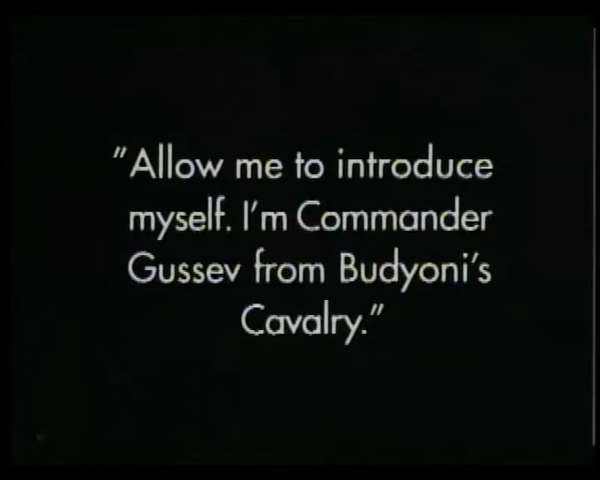 "Allow me to introduce
myself. I'm Commander
Gussev from Budyoni's
Cavalry."